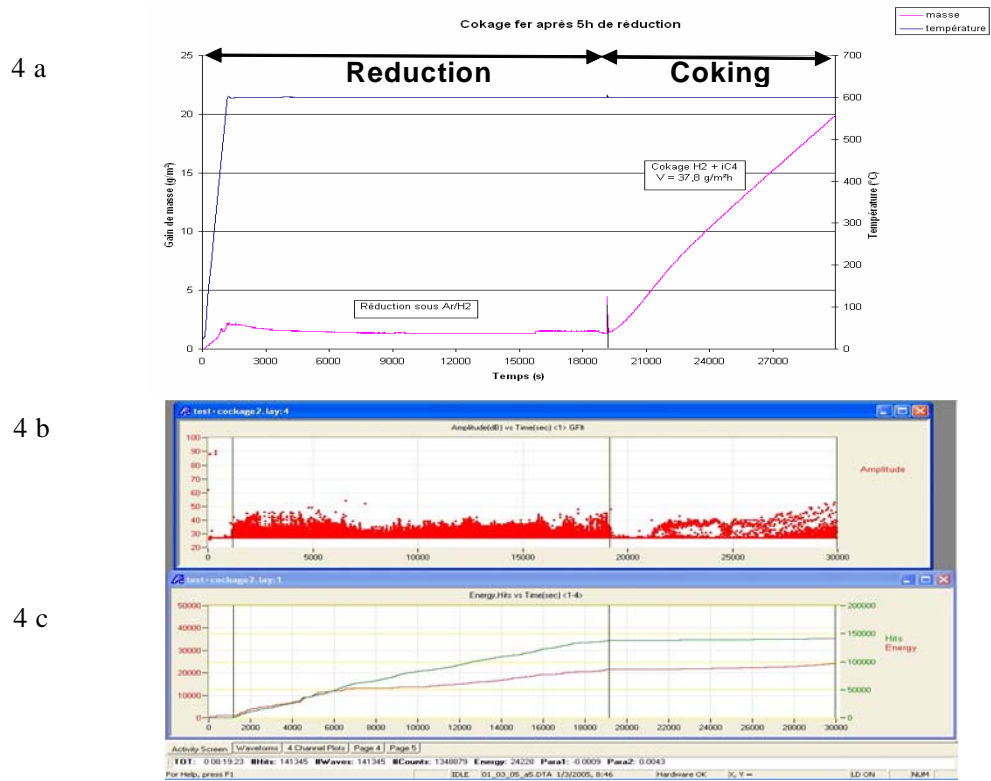 4 a
Cokage fer après 5h de réduction
masse
température
Reduction
Coking
25
20
15
10
5
0
Gain de masse (g/m²)
700
600
500
400
300
200
100
0
Température (°C)
Cokage H2 + iC4
V = 37,8 g/m²h
Réduction sous Ar/H2
0 3000 6000 9000 12000 15000 18000 21000 24000 27000
Temps (s)
4 b
test+cockage2.lay:4
Amplitude(dB) vs Time(sec) <1> GFlt
100
90
80
70
60
50
40
30
20
Amplitude
0 5000 10000 15000 20000 25000 30000
4 c
test+cockage2.lay:1
Energy,Hits vs Time(sec) <1-4>
50000
40000
30000
20000
10000
0
200000
150000
100000
50000
0
Hits
Energy
0 2000 4000 6000 8000 10000 12000 14000 16000 18000 20000 22000 24000 26000 28000 30000
Activity Screen Waveforms 4 Channel Plots Page 4 Page 5
TOT: 0 08:19:23 #Hits: 141345 #Waves: 141345 #Counts: 1348879 Energy: 24228 Para1: -0.0009 Para2: 0.0043
For Help, press F1 IDLE 01_03_05_a5.DTA 1/3/2005, 8:46 Hardware OK X, Y = LD ON NUM